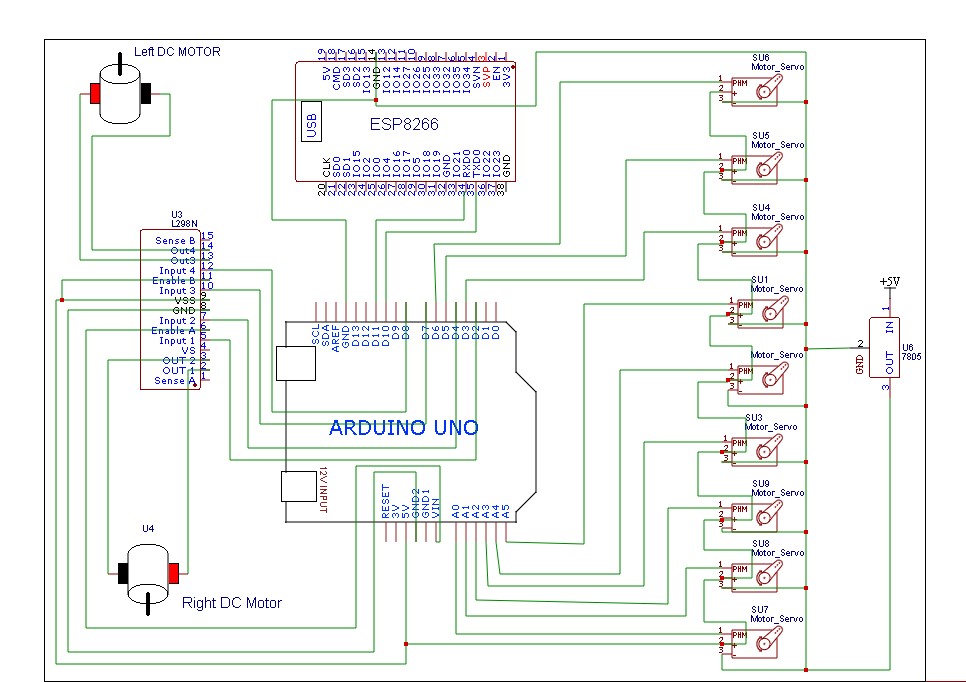 Left DC MOTOR
19 18 17 16 15 14 13 12 11 10 9 8 7 6 5 4 3 2 1
5V CMD SD3 SD2 IO13 GND IO12 IO14 IO27 IO26 IO25 IO33 IO32 IO35 IO34 SVN SVP EN 3V3
USB
ESP8266
CLK SD0 SD1 IO15 IO2 IO0 IO4 IO16 IO17 IO5 IO18 IO19 GND IO21 RXD0 TXD0 IO22 IO23 GND
20 21 22 23 24 25 26 27 28 29 30 31 32 33 34 35 36 37 38
U3
L298N
Sense B 15
Out4 14
Out3 13
Input 4 12
Enable B 11
Input 3 10
VSS 9
GND 8
Input 2 7
Enable A 6
Input 1 5
VS 4
OUT 2 3
OUT 1 2
Sense A 1
SCL SDA AREF GND D13 D12 D11 D10 D9 D8 D7 D6 D5 D4 D3 D2 D1 D0
ARDUINO UNO
12V INPUT
RESET 3V 5V GND2 GND1 VIN A0 A1 A2 A3 A4 A5
U4
Right DC Motor
SU6
Motor_Servo
1 PHM
2 +
3 -
SU5
Motor_Servo
1 PHM
2 +
3 -
SU4
Motor_Servo
1 PHM
2 +
3 -
SU1
Motor_Servo
1 PHM
2 +
3 -
Motor_Servo
1 PHM
2 +
3 -
SU3
Motor_Servo
1 PHM
2 +
3 -
SU9
Motor_Servo
1 PHM
2 +
3 -
SU8
Motor_Servo
1 PHM
2 +
3 -
SU7
Motor_Servo
1 PHM
2 +
3 -
+5V
1
IN
2
GND
OUT
3
U6
7805